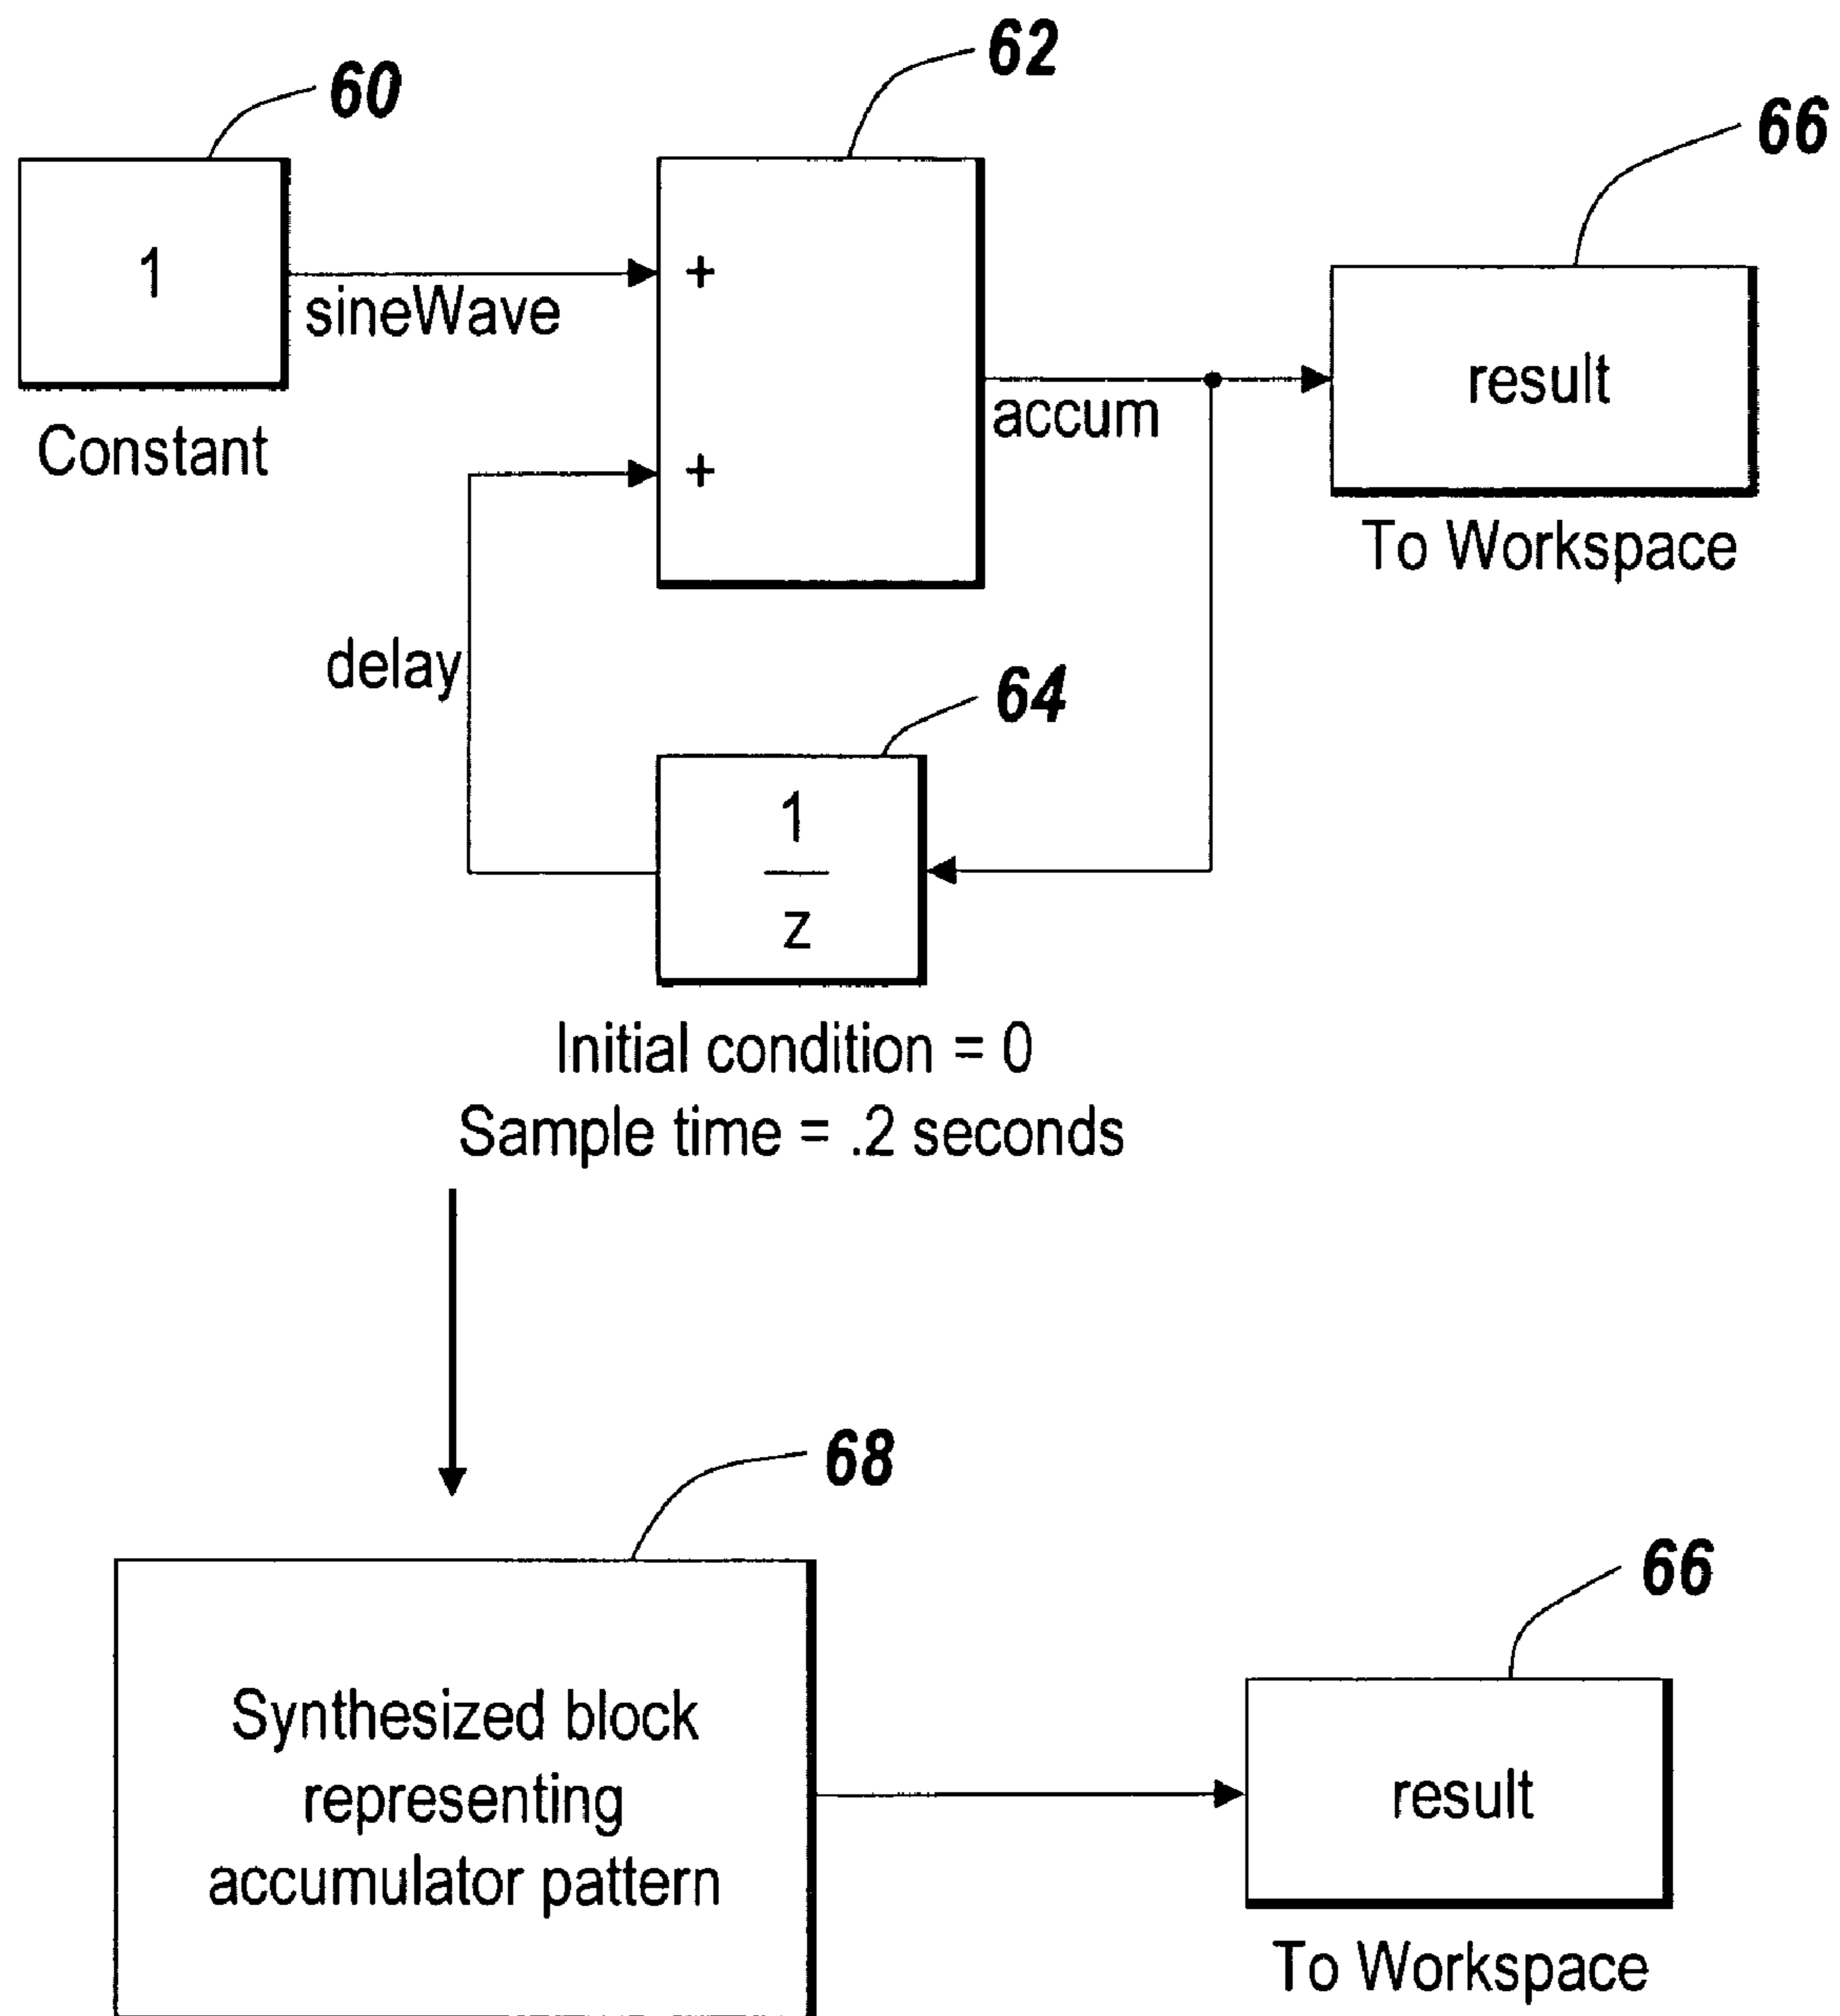 62
60
66
1
+
sineWave
result
accum
Constant
+
To Workspace
delay
64
1
z
Initial condition = 0
Sample time = .2 seconds
68
66
Synthesized block
representing
accumulator pattern
result
To Workspace